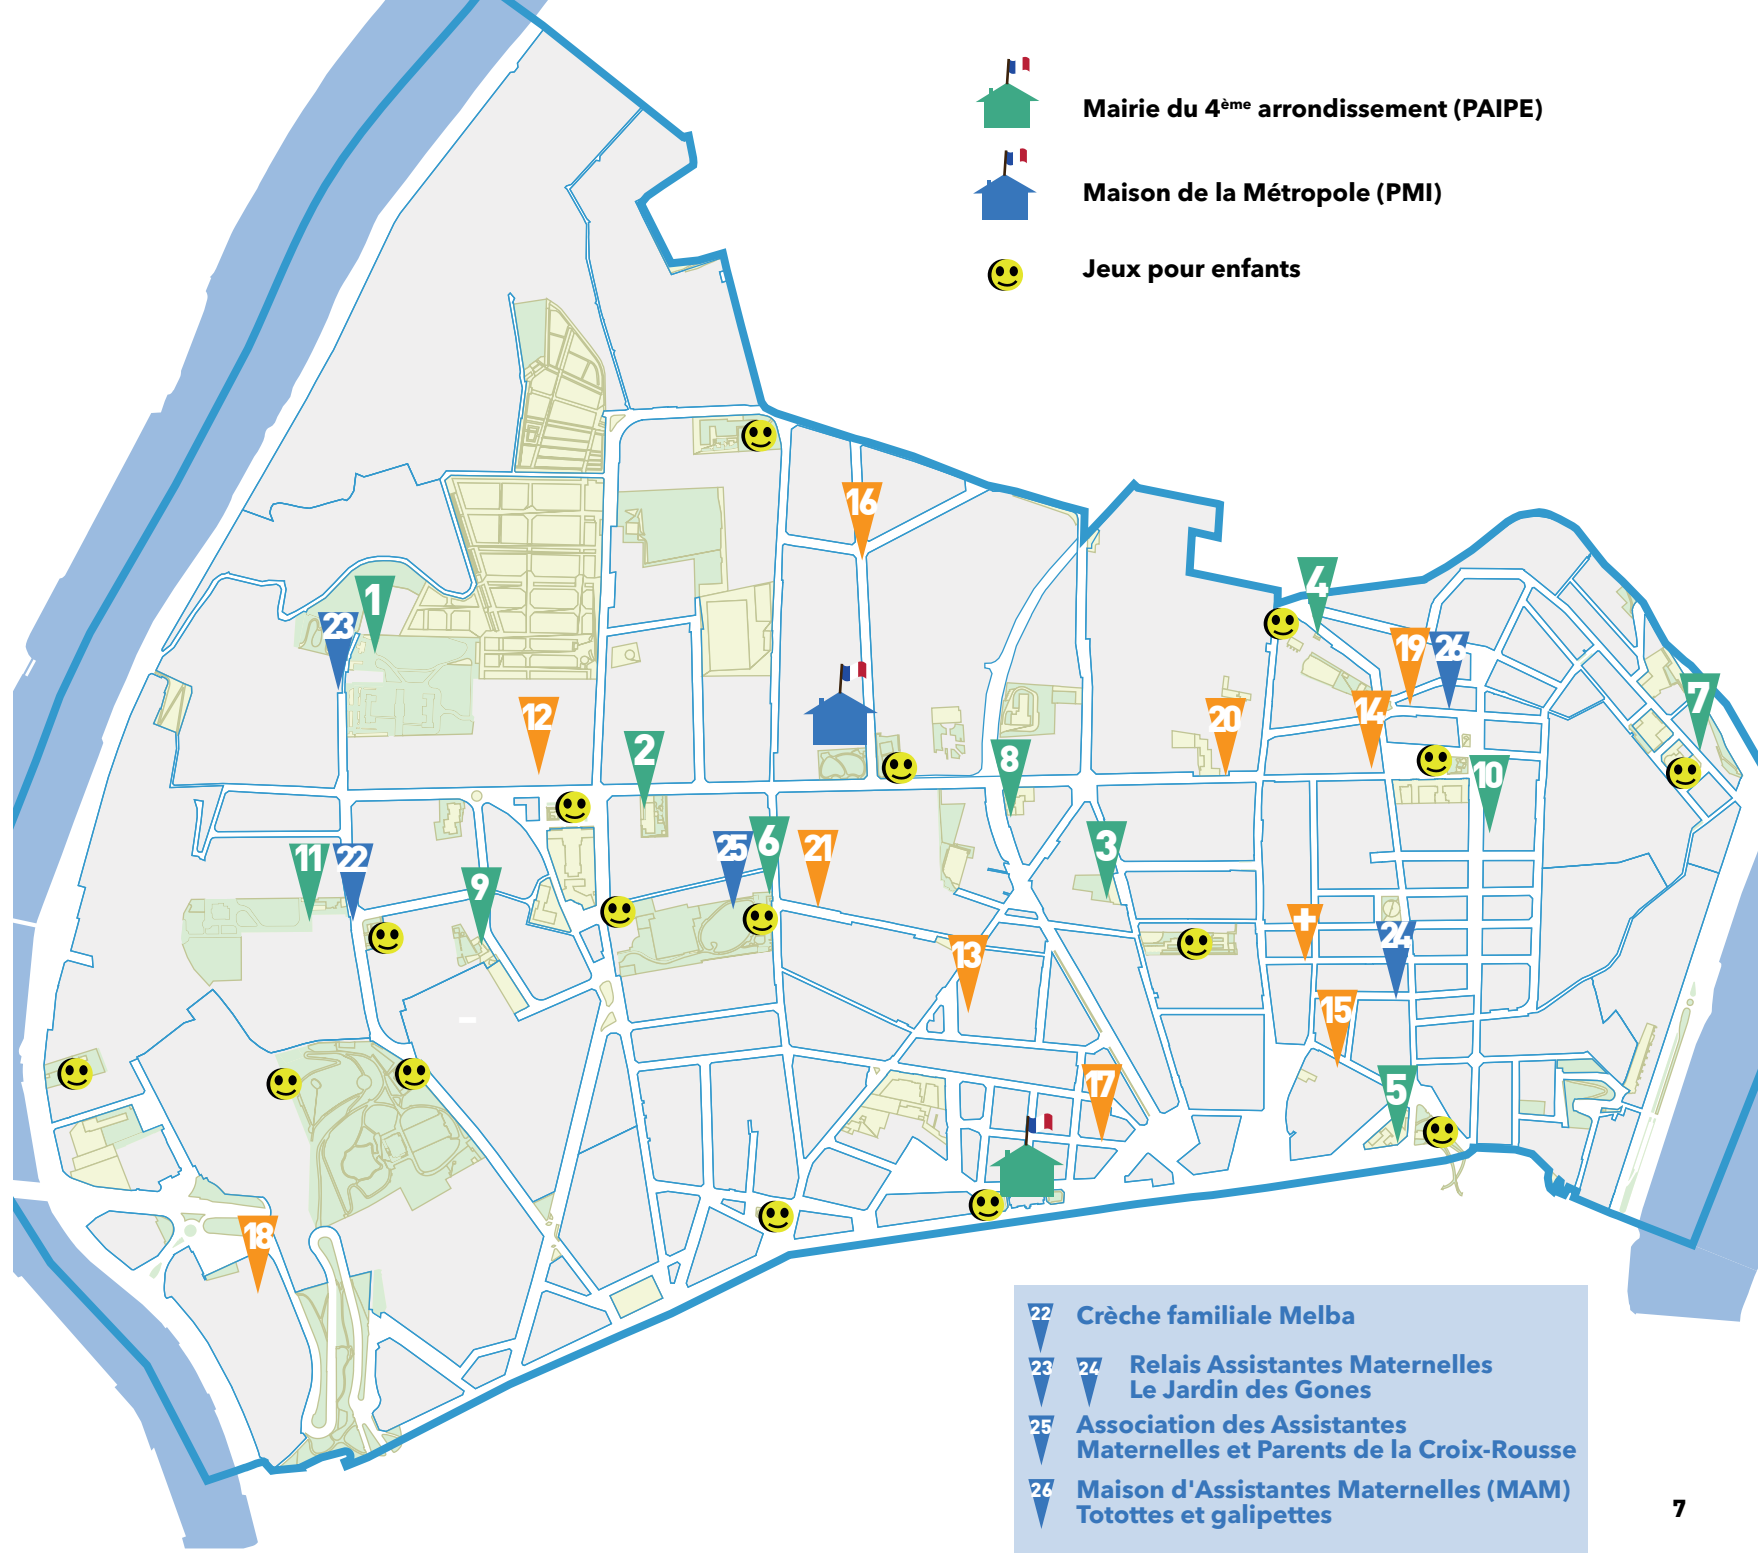 Mairie du 4ème arrondissement (PAIPE)
Maison de la Métropole (PMI)
Jeux pour enfants
16
1
4
23
19
26
7
12
2
20
14
8
10
11
22
9
25
6
21
3
+
24
13
15
17
5
18
22 Crèche familiale Melba
23 24 Relais Assistantes Maternelles
Le Jardin des Gones
25 Association des Assistantes
Maternelles et Parents de la Croix-Rousse
26 Maison d'Assistantes Maternelles (MAM)
Totottes et galipettes
7